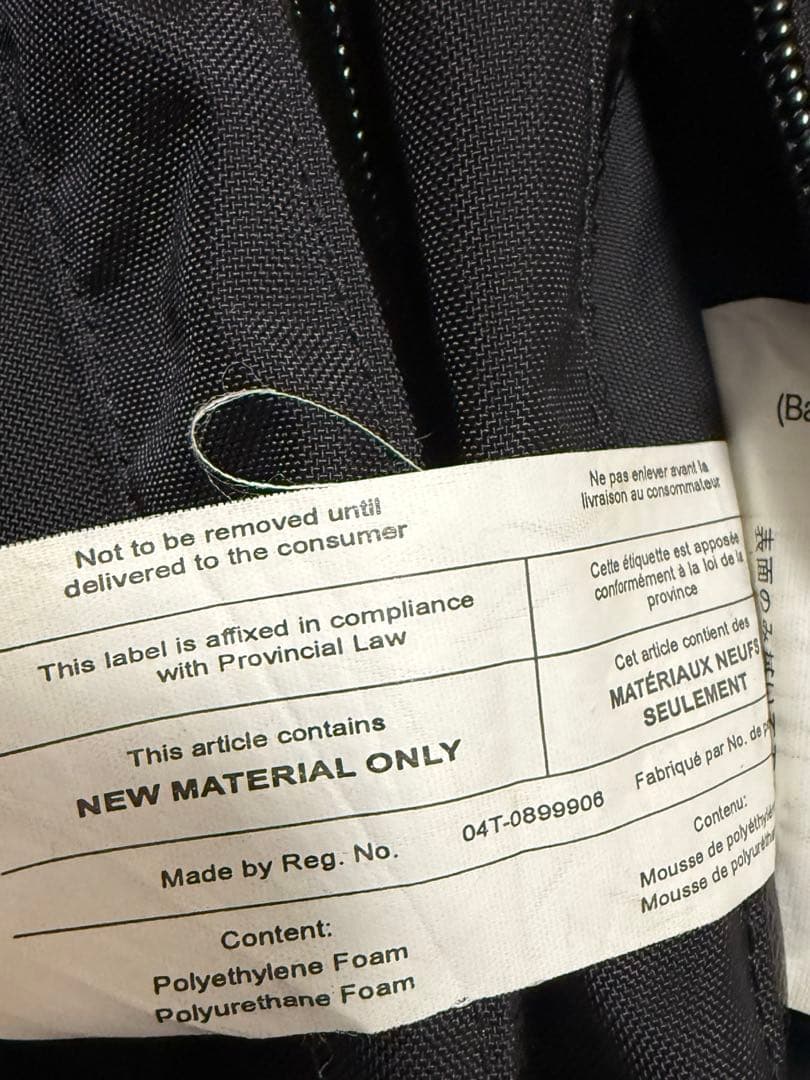 Not to be removed until
delivered to the consumer
Ne pas enlever avant la
livraison au consommateur
This label is affixed in compliance
with Provincial Law
Cette étiquette est apposée
conformément à la loi de la
province
This article contains
NEW MATERIAL ONLY
Cet article contient des
MATÉRIAUX NEUFS
SEULEMENT
Made by Reg. No.
04T-0899906
Fabriqué par No. de
Content:
Polyethylene Foam
Polyurethane Foam
Contenu:
Mousse de
Mousse de
(Ba